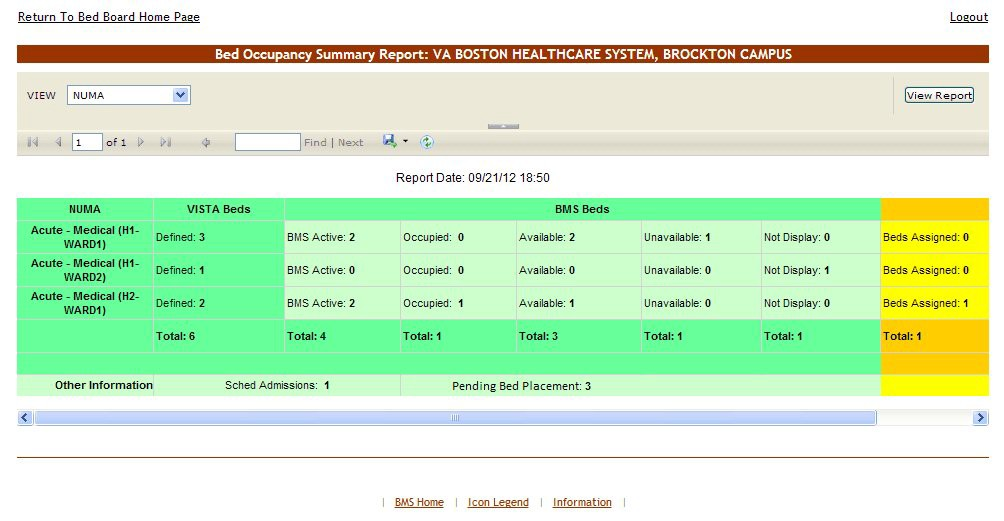 Return To Bed Board Home Page Logout
Bed Occupancy Summary Report: VA BOSTON HEALTHCARE SYSTEM, BROCKTON CAMPUS
VIEW NUMA View Report
1 of 1 Find | Next
Report Date: 09/21/12 18:50
NUMA VISTA Beds BMS Beds
Acute - Medical (H1-
WARD1) Defined: 3 BMS Active: 2 Occupied: 0 Available: 2 Unavailable: 1 Not Display: 0 Beds Assigned: 0
Acute - Medical (H1-
WARD2) Defined: 1 BMS Active: 0 Occupied: 0 Available: 0 Unavailable: 0 Not Display: 1 Beds Assigned: 0
Acute - Medical (H2-
WARD1) Defined: 2 BMS Active: 2 Occupied: 1 Available: 1 Unavailable: 0 Not Display: 0 Beds Assigned: 1
Total: 6 Total: 4 Total: 1 Total: 3 Total: 1 Total: 1 Total: 1
Other Information Sched Admissions: 1 Pending Bed Placement: 3
| BMS Home | Icon Legend | Information |